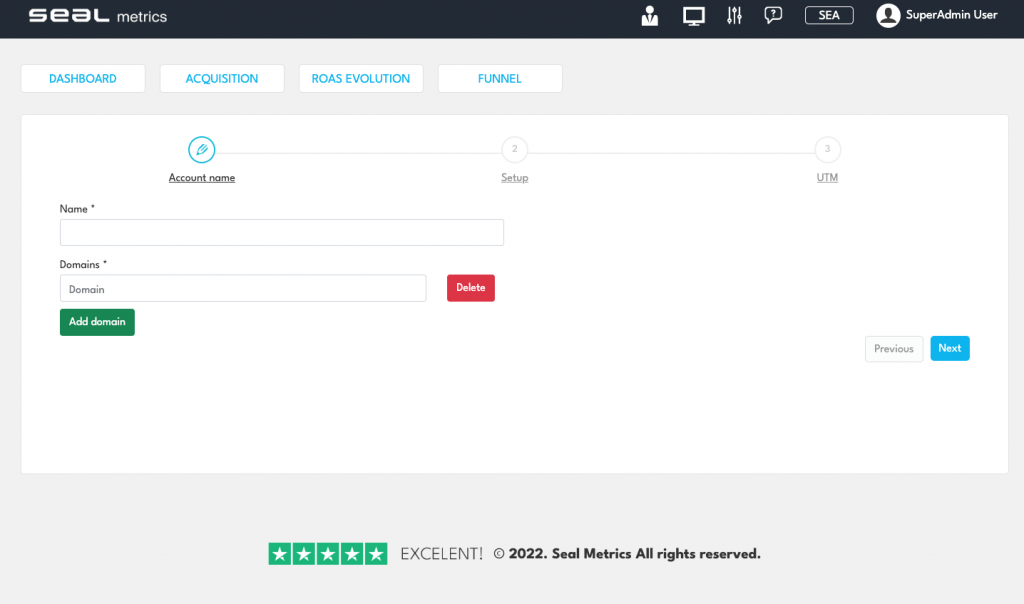 seal metrics
?
SEA
SuperAdmin User
DASHBOARD
ACQUISITION
ROAS EVOLUTION
FUNNEL
2
3
Account name
Setup
UTM
Name *
Domains *
Domain
Delete
Add domain
Previous
Next
EXCELENT! © 2022. Seal Metrics All rights reserved.